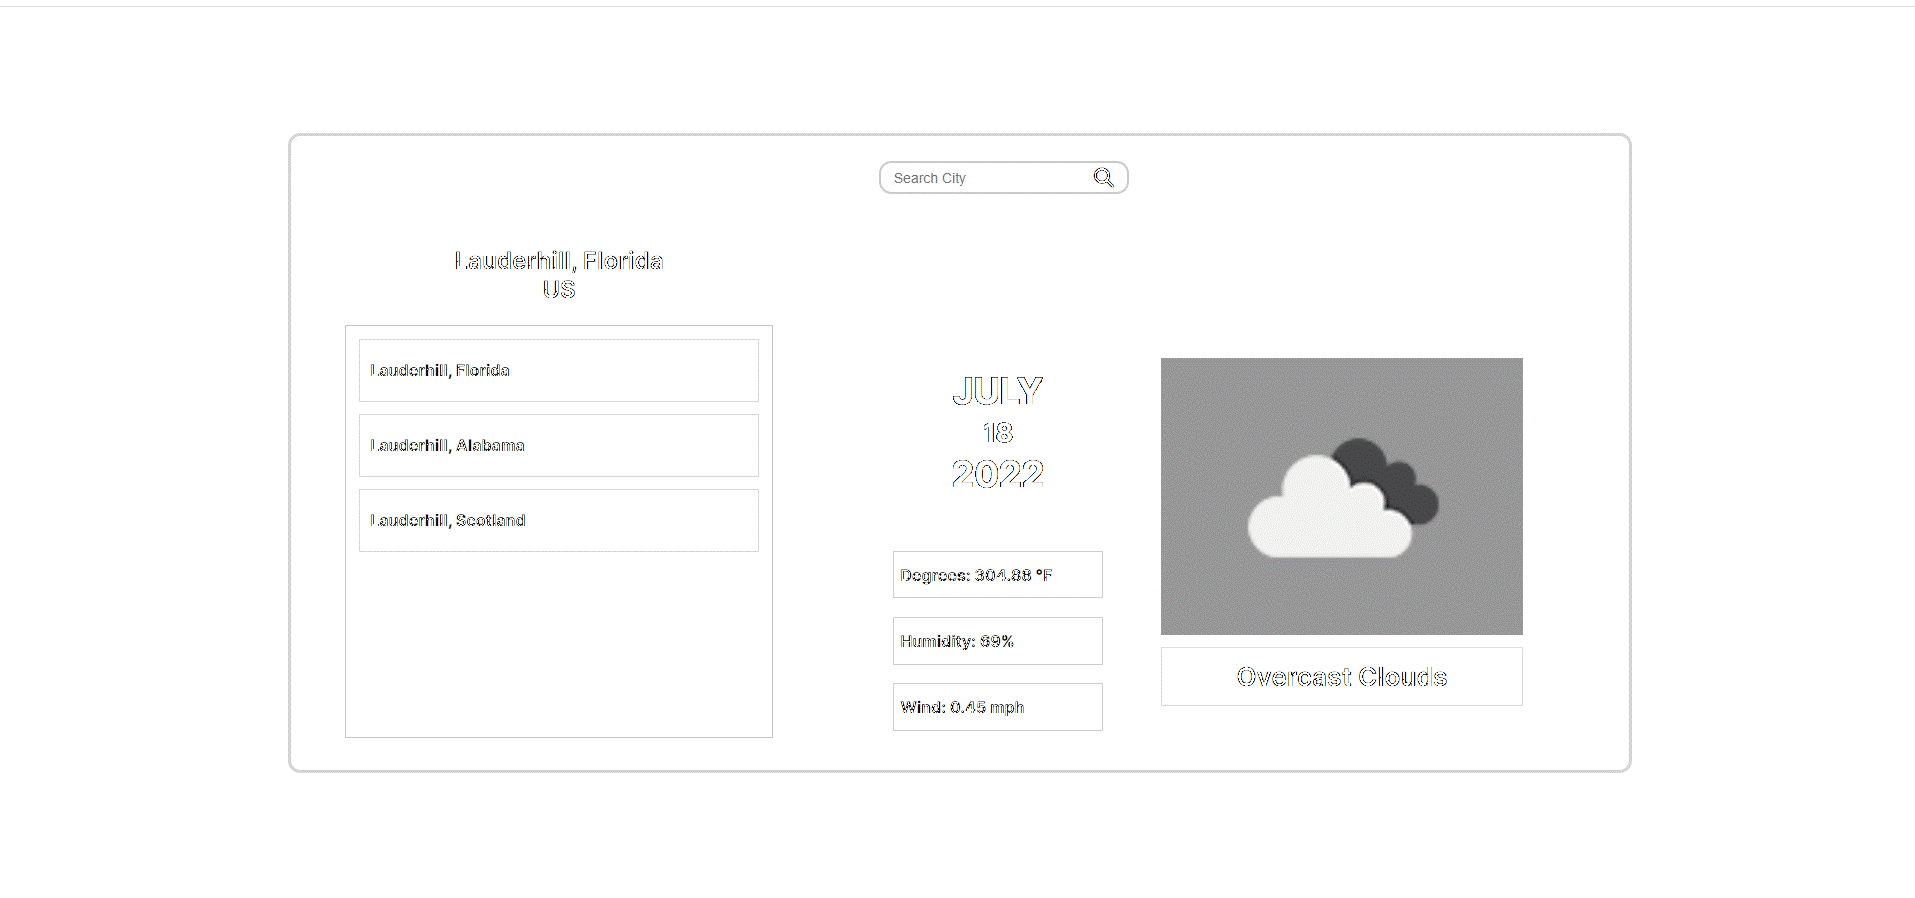 Search City
Lauderhill, Florida
US
Lauderhill, Florida
Lauderhill, Alabama
Lauderhill, Scotland
JULY
18
2022
Degrees: 304.88 °F
Humidity: 69%
Wind: 0.45 mph
Overcast Clouds